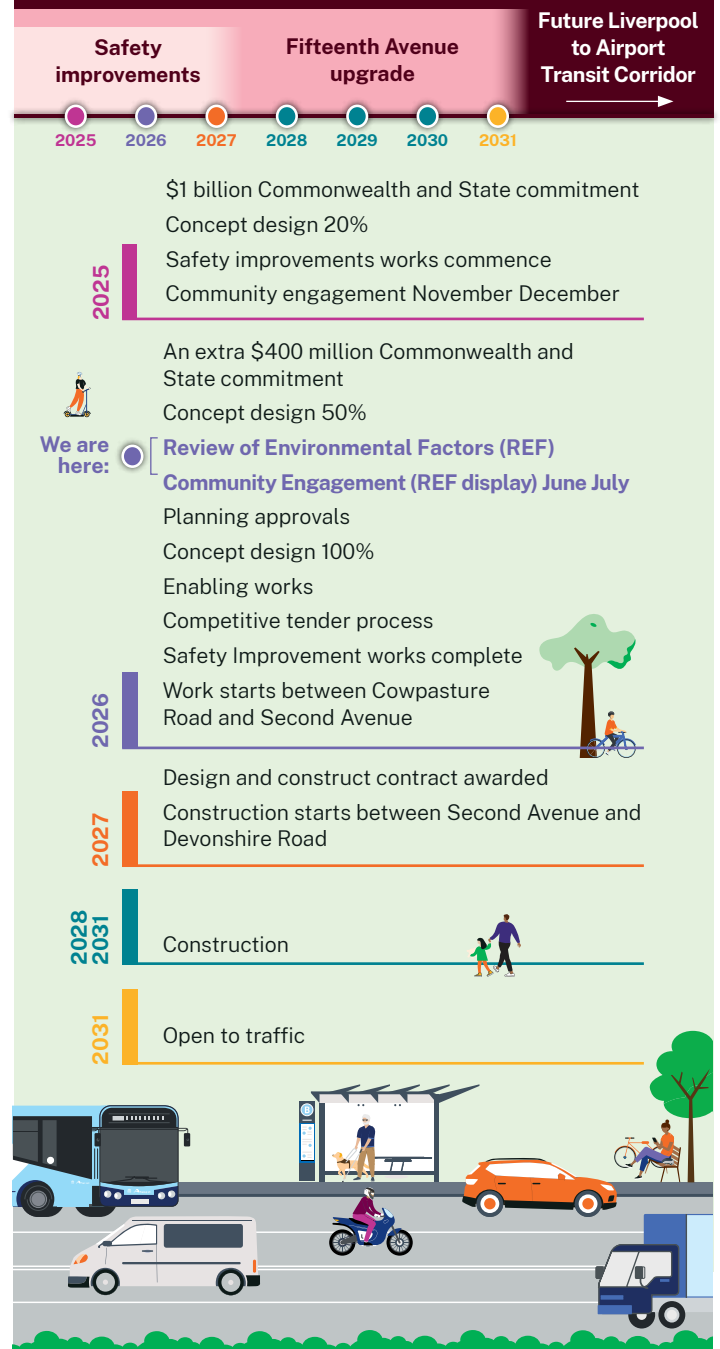 Safety
improvements
Fifteenth Avenue
upgrade
Future Liverpool
to Airport
Transit Corridor
2025
2026
2027
2028
2029
2030
2031
2025
$1 billion Commonwealth and State commitment
Concept design 20%
Safety improvements works commence
Community engagement November December
2026
An extra $400 million Commonwealth and
State commitment
Concept design 50%
We are
here:
Review of Environmental Factors (REF)
Community Engagement (REF display) June July
Planning approvals
Concept design 100%
Enabling works
Competitive tender process
Safety Improvement works complete
Work starts between Cowpasture
Road and Second Avenue
2027
Design and construct contract awarded
Construction starts between Second Avenue and
Devonshire Road
2028
2031
Construction
2031
Open to traffic